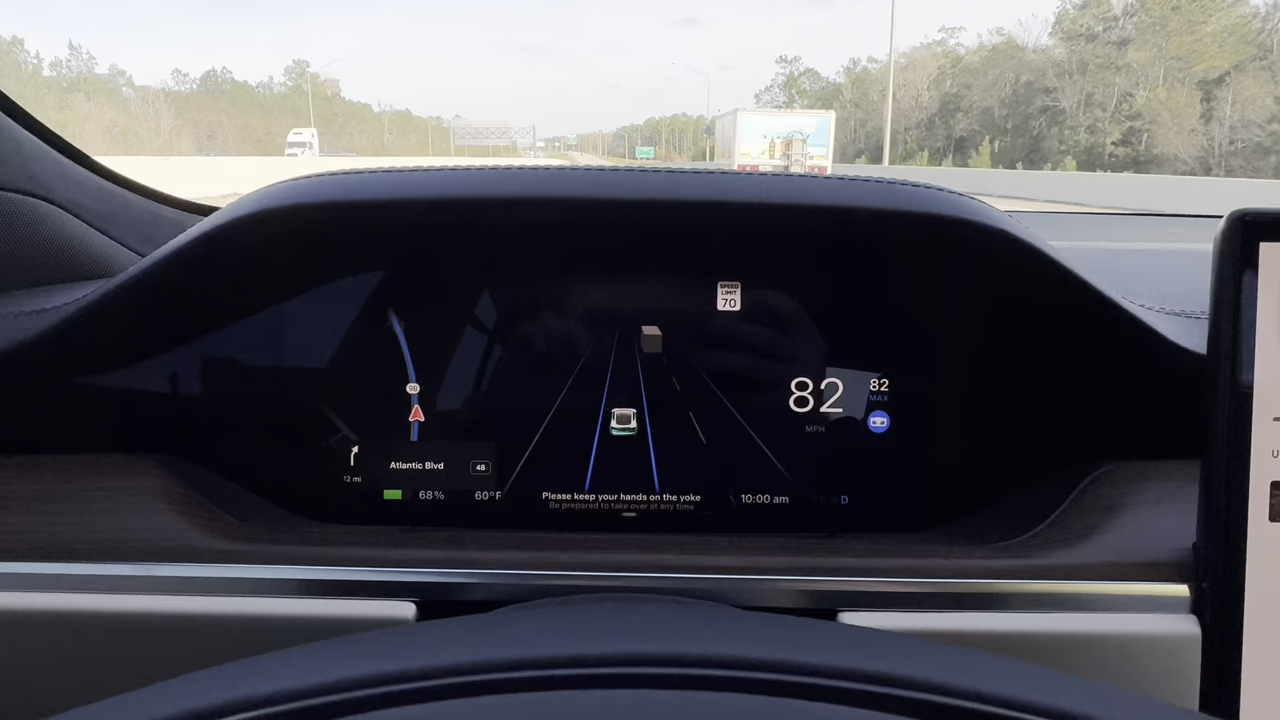 SPEED
LIMIT
70
9B
82
82
MAX
MPH
Atlantic Blvd
48
12 mi
68%
60°F
Please keep your hands on the yoke
Be prepared to take over at any time
10:00 am
D
U